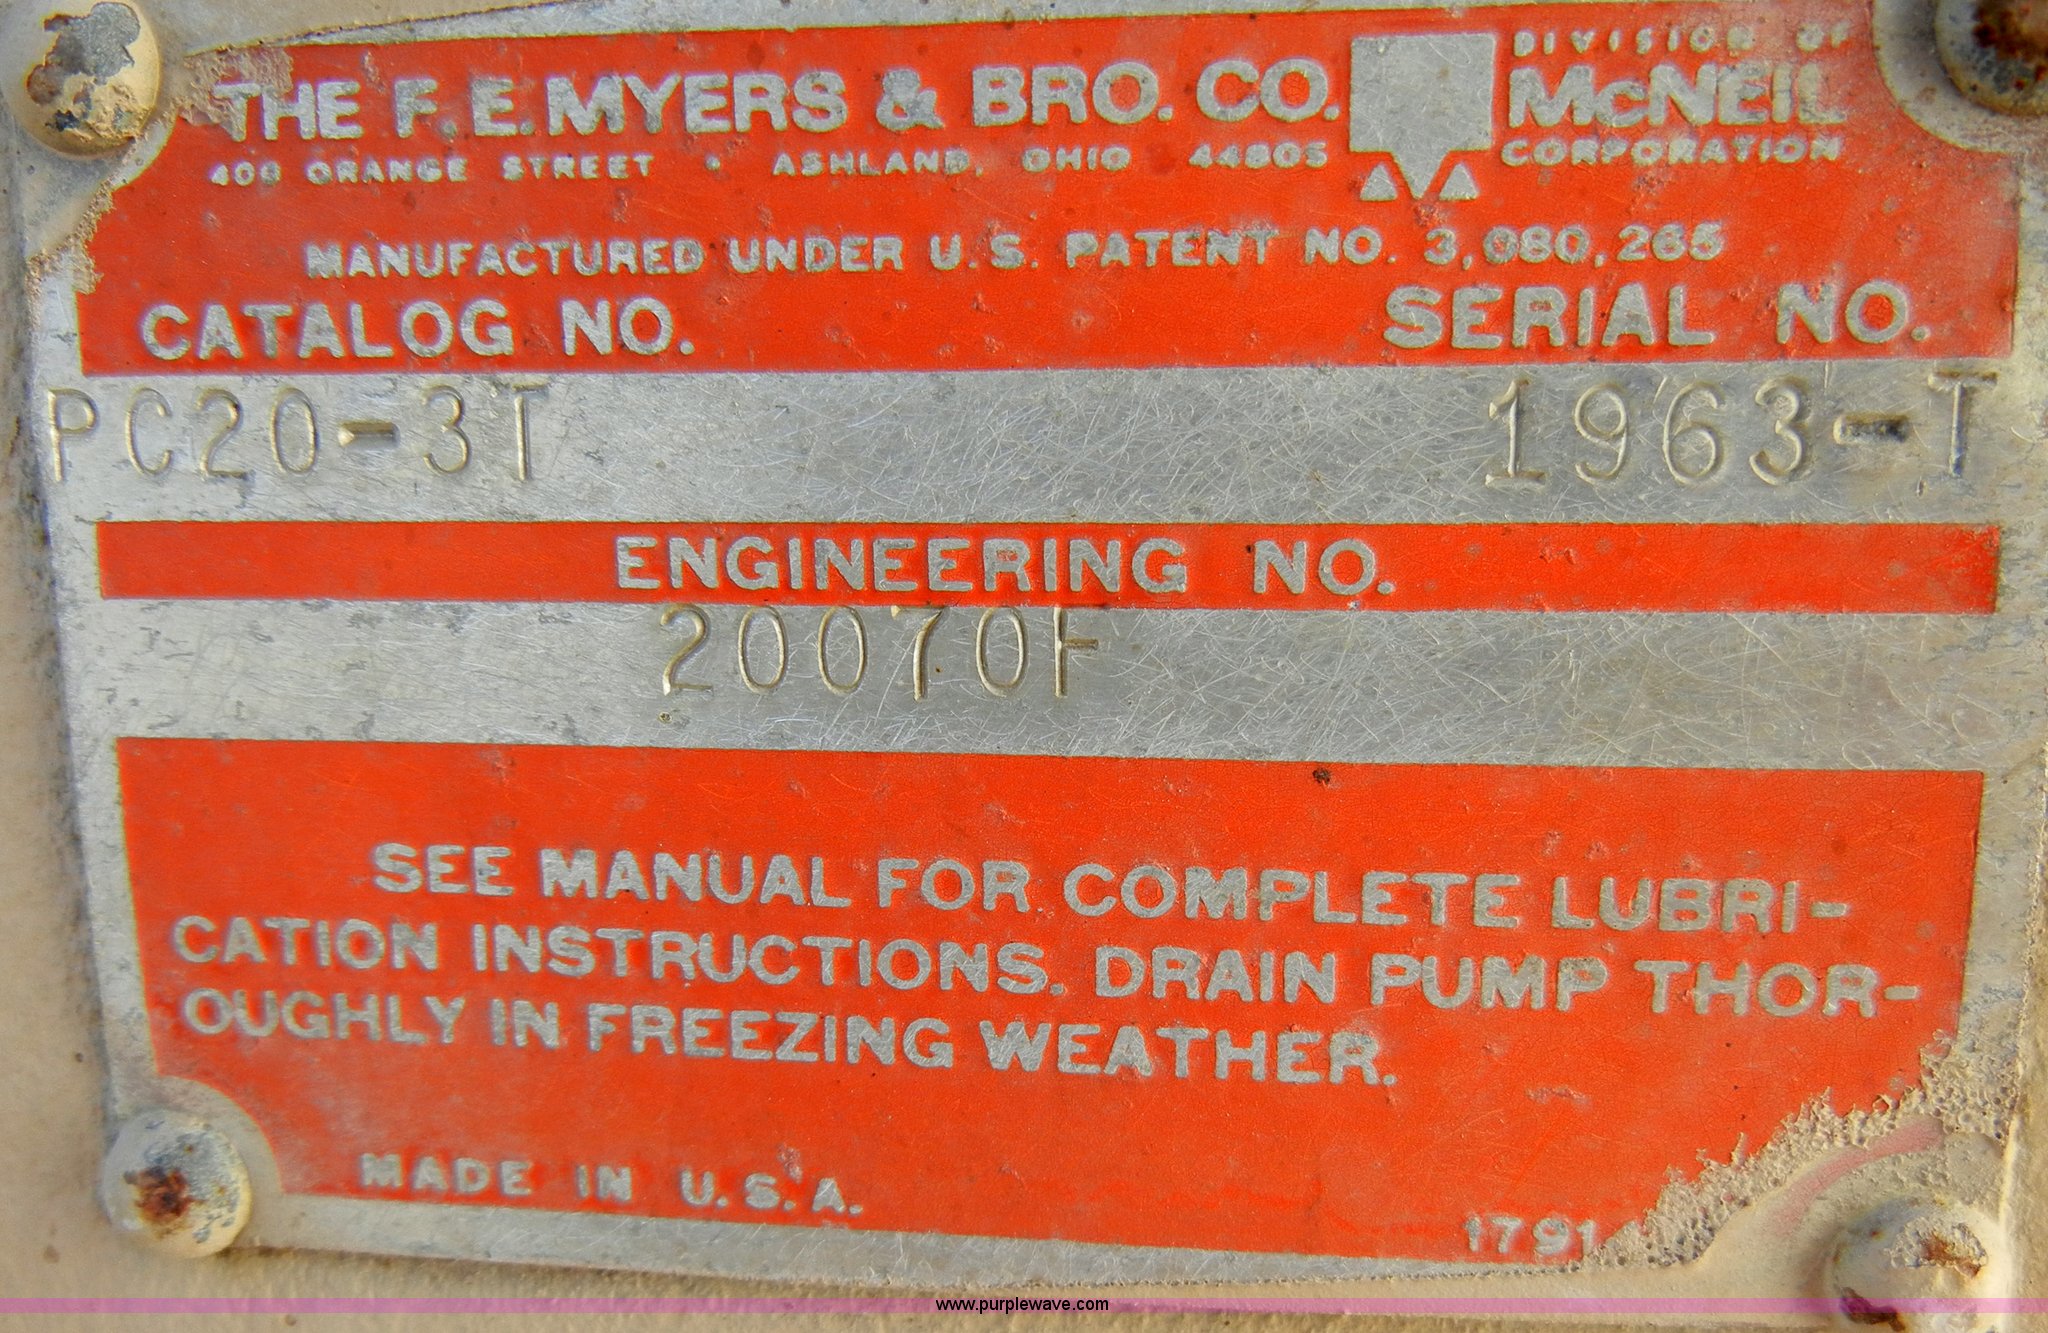 THE F. E. MYERS & BRO. CO.
DIVISION OF
McNEIL
CORPORATION
400 ORANGE STREET • ASHLAND, OHIO 44805
MANUFACTURED UNDER U.S. PATENT NO. 3,080,265
CATALOG NO. SERIAL NO.
PC20-3T 1963-T
ENGINEERING NO.
20070F
SEE MANUAL FOR COMPLETE LUBRI-
CATION INSTRUCTIONS. DRAIN PUMP THOR-
OUGHLY IN FREEZING WEATHER.
MADE IN U.S.A.
1791
www.purplewave.com